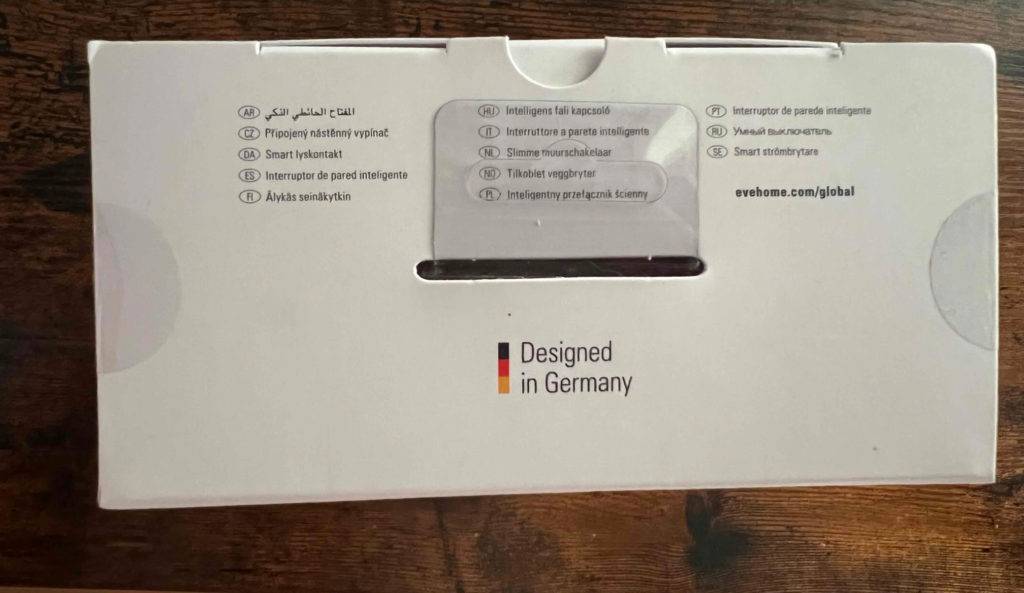 AR المفتاح الحائطي الذكي
CZ Připojený nástěnný vypínač
DA Smart lyskontakt
ES Interruptor de pared inteligente
FI Älykäs seinäkytkin
HU Intelligens fali kapcsoló
IT Interruttore a parete intelligente
NL Slimme muurschakelaar
NO Tilkoblet veggbryter
PL Inteligentny przełącznik ścienny
PT Interruptor de parede inteligente
RU Умный выключатель
SE Smart strömbrytare
evehome.com/global
Designed
in Germany